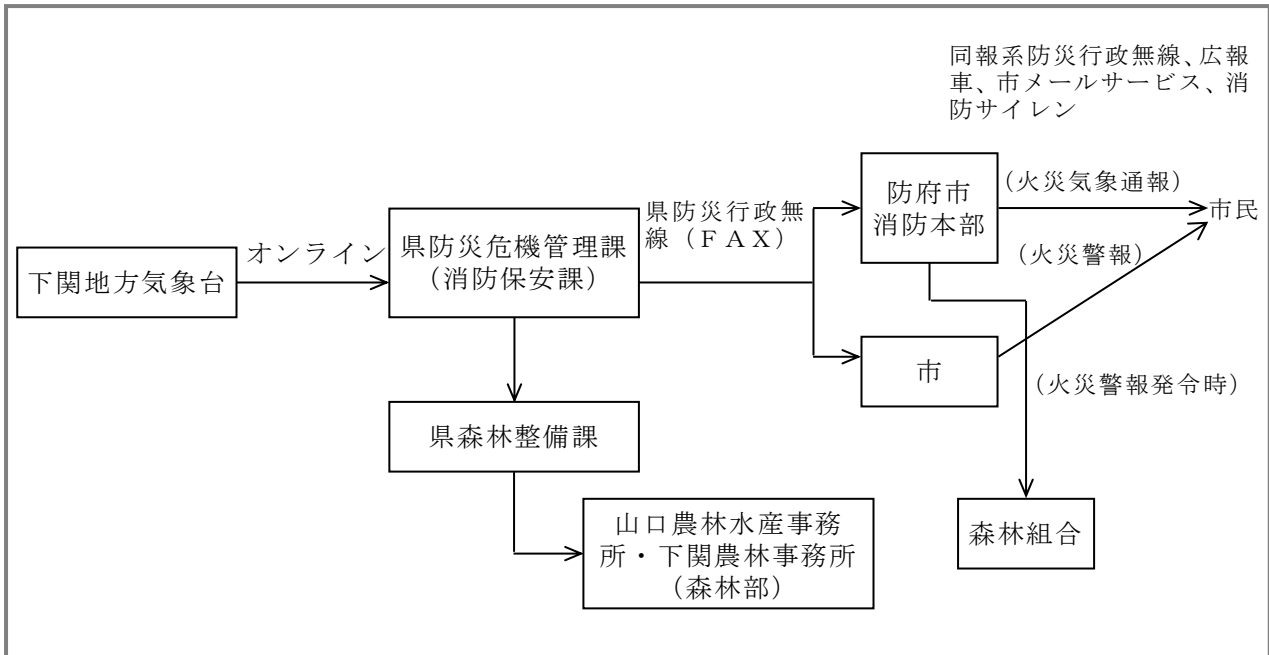 同報系防災行政無線、広報
車、市メールサービス、消
防サイレン
防府市
消防本部
(火災気象通報)
市民
県防災行政無
線（ＦＡＸ）
県防災危機管理課
（消防保安課）
オンライン
下関地方気象台
(火災警報)
市
(火災警報発令時)
県森林整備課
山口農林水産事務
所・下関農林事務所
（森林部）
森林組合